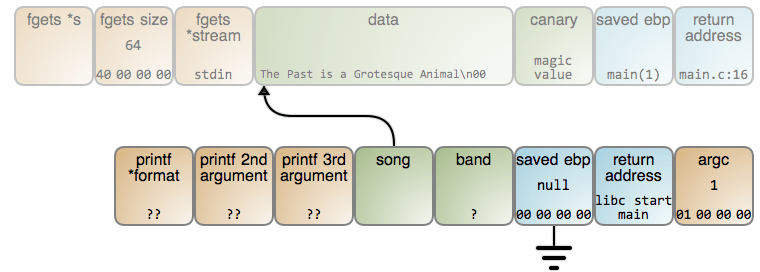 fgets *s
fgets size
64
40 00 00 00
fgets
*stream
stdin
data
The Past is a Grotesque Animal\n00
canary
magic
value
saved ebp
main(1)
return
address
main.c:16
printf
*format
??
printf 2nd
argument
??
printf 3rd
argument
??
song
band
?
saved ebp
null
00 00 00 00
return
address
libc start
main
argc
1
01 00 00 00